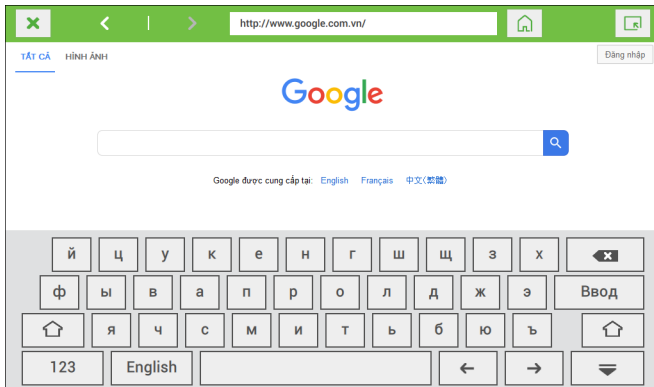 http://www.google.com.vn/
TẤT CẢ HÌNH ẢNH Đăng nhập
Google
Google được cung cấp tại: English Français 中文(繁體)
й ц у к е н г ш щ з х
ф ы в а п р о л д ж э Ввод
я ч с м и т ь б ю ъ
123 English